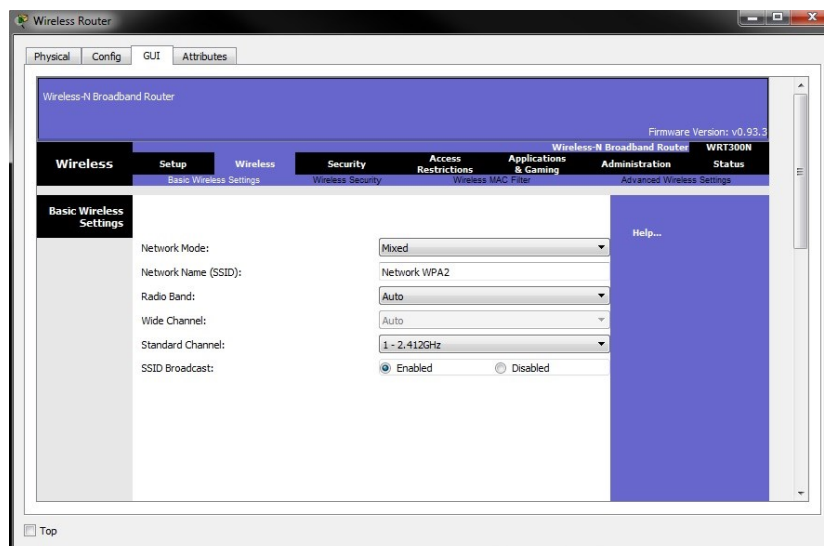 Wireless Router
Physical Config GUI Attributes
Wireless-N Broadband Router
Firmware Version: v0.93.3
Wireless-N Broadband Router WRT300N
Wireless Setup Wireless Security Access Restrictions Applications & Gaming Administration Status
Basic Wireless Settings Wireless Security Wireless MAC Filter Advanced Wireless Settings
Basic Wireless
Settings
Help...
Network Mode: Mixed
Network Name (SSID): Network WPA2
Radio Band: Auto
Wide Channel: Auto
Standard Channel: 1 - 2.412GHz
SSID Broadcast: Enabled Disabled
Top